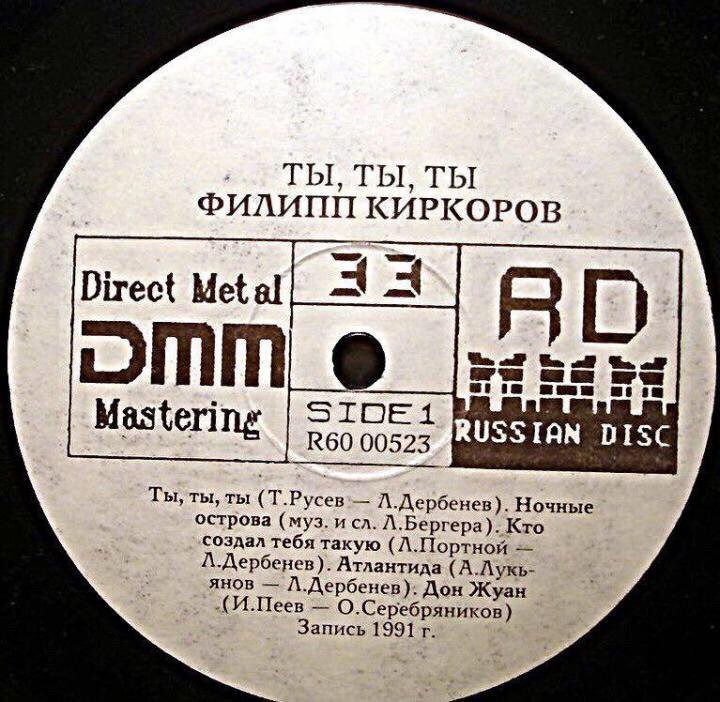 ТЫ, ТЫ, ТЫ
ФИЛИПП КИРКОРОВ
Direct Metal
DMM
Mastering
33
SIDE 1
R60 00523
RD
RUSSIAN DISC
Ты, ты, ты (Т.Русев — Л.Дербенев). Ночные
острова (муз. и сл. Л.Бергера). Кто
создал тебя такую (Л.Портной —
Л.Дербенев). Атлантида (А.Лукь-
янов — Л.Дербенев). Дон Жуан
(И.Пеев — О.Серебряников)
Запись 1991 г.